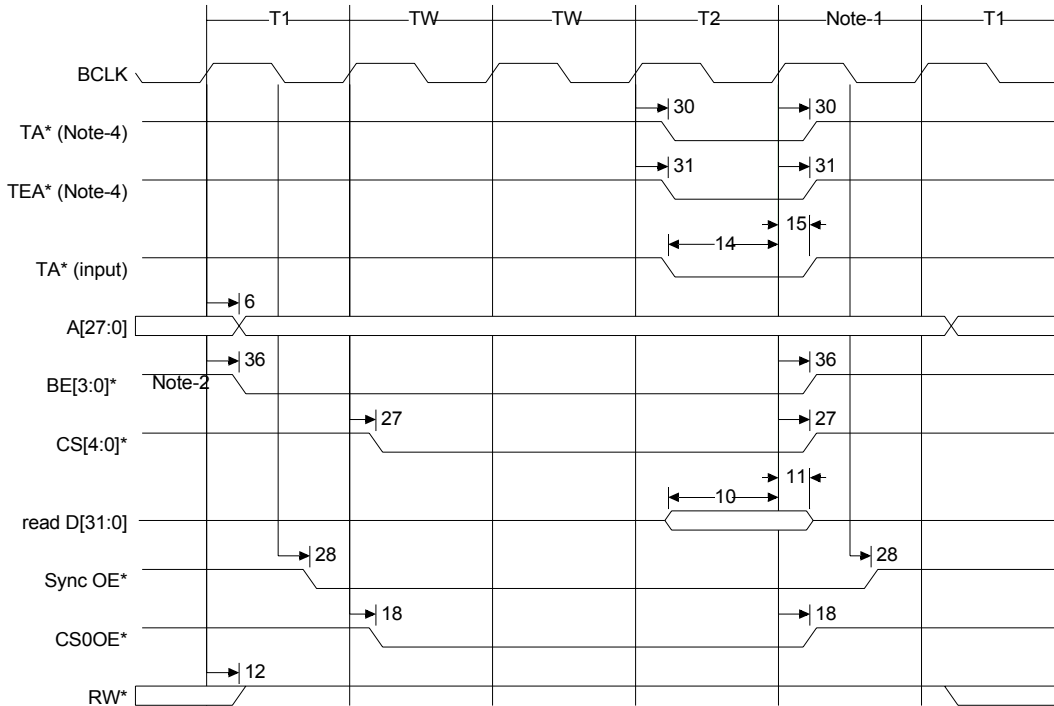 T1 TW TW T2 Note-1 T1
BCLK
30 30
TA* (Note-4)
31 31
TEA* (Note-4)
15
14
TA* (input)
6
A[27:0]
36 36
BE[3:0]* Note-2
27 27
CS[4:0]*
11
10
read D[31:0]
28 28
Sync OE*
18 18
CS0OE*
12
RW*